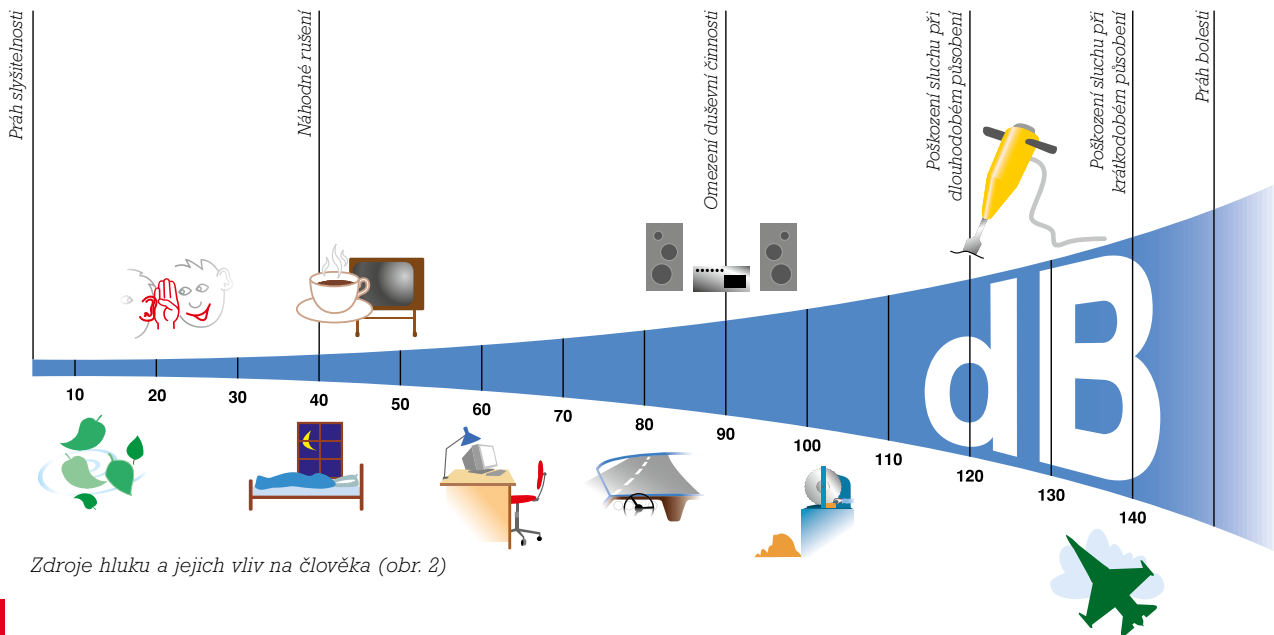 Práh slyšitelnosti
Náhodné rušení
Omezení duševní činnosti
Poškození sluchu při
dlouhodobém působení
Poškození sluchu při
krátkodobém působení
Práh bolesti
dB
10
20
30
40
50
60
70
80
90
100
110
120
130
140
Zdroje hluku a jejich vliv na člověka (obr. 2)